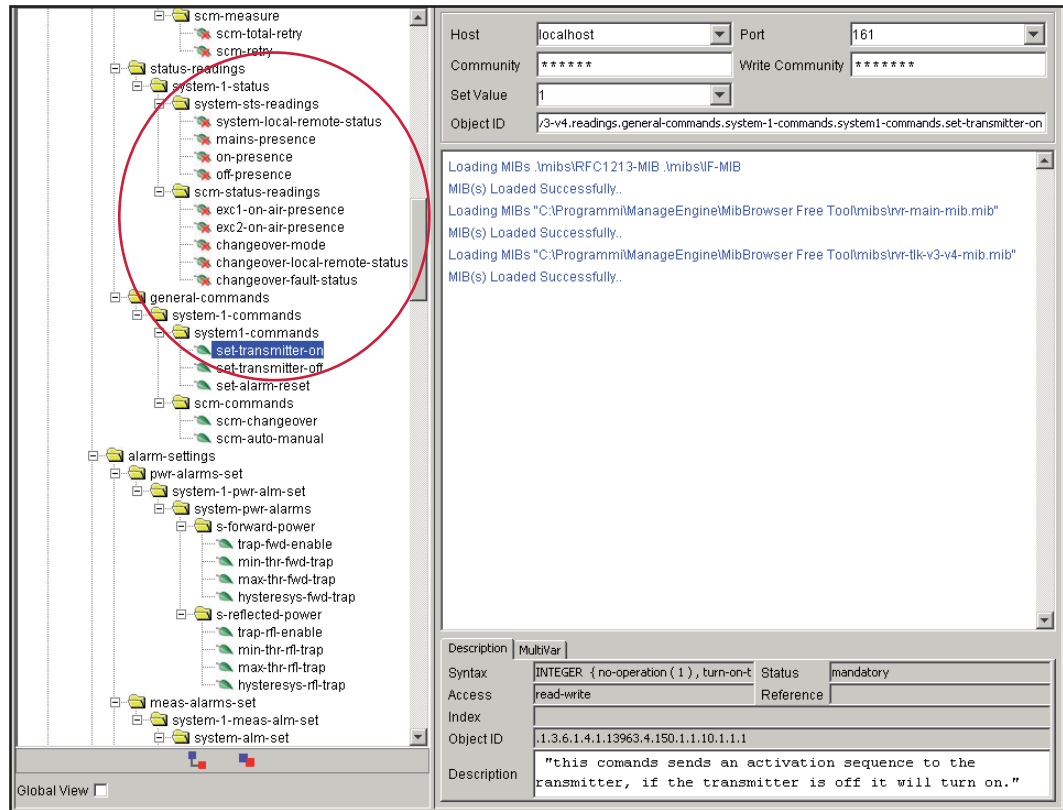 scm-measure
scm-total-retry
scm-retry
status-readings
system-1-status
system-sts-readings
system-local-remote-status
mains-presence
on-presence
off-presence
scm-status-readings
exc1-on-air-presence
exc2-on-air-presence
changeover-mode
changeover-local-remote-status
changeover-fault-status
general-commands
system-1-commands
system1-commands
set-transmitter-on
set-transmitter-off
set-alarm-reset
scm-commands
scm-changeover
scm-auto-manual
alarm-settings
pwr-alarms-set
system-1-pwr-alm-set
system-pwr-alarms
s-forward-power
trap-fwd-enable
min-thr-fwd-trap
max-thr-fwd-trap
hysteresys-fwd-trap
s-reflected-power
trap-rfl-enable
min-thr-rfl-trap
max-thr-rfl-trap
hysteresys-rfl-trap
meas-alarms-set
system-1-meas-alm-set
system-alm-set
Global View
Host localhost Port 161
Community ****** Write Community *******
Set Value 1
Object ID /3-v4.readings.general-commands.system-1-commands.system1-commands.set-transmitter-on
Loading MIBs .\mibs\RFC1213-MIB .\mibs\IF-MIB
MIB(s) Loaded Successfully..
Loading MIBs "C:\Programmi\ManageEngine\MibBrowser Free Tool\mibs\rvr-main-mib.mib"
MIB(s) Loaded Successfully..
Loading MIBs "C:\Programmi\ManageEngine\MibBrowser Free Tool\mibs\rvr-tlk-v3-v4-mib.mib"
MIB(s) Loaded Successfully..
Description MultiVar
Syntax INTEGER { no-operation ( 1 ) , turn-on-t Status mandatory
Access read-write Reference
Index
Object ID .1.3.6.1.4.1.13963.4.150.1.1.10.1.1.1
Description "this comands sends an activation sequence to the
ransmitter, if the transmitter is off it will turn on."